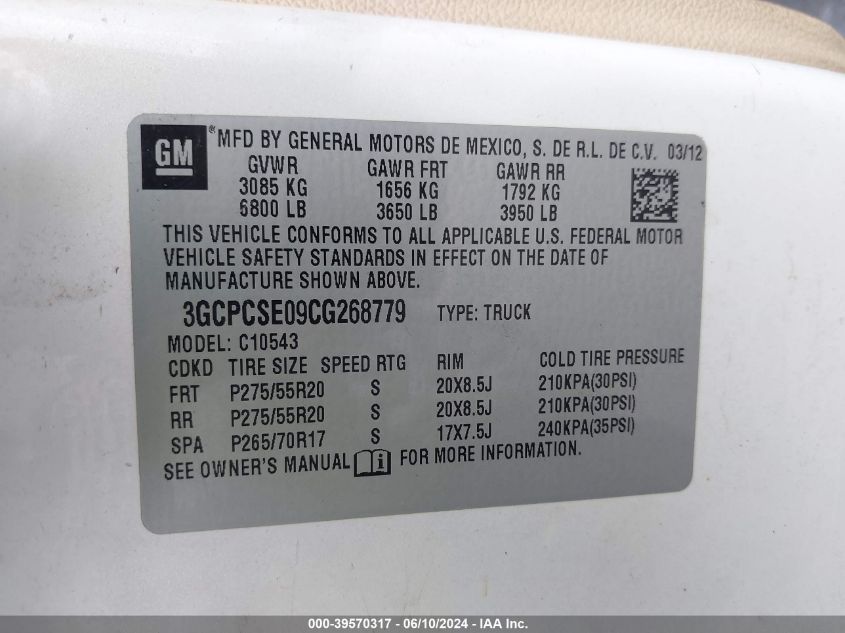 GM ® MFD BY GENERAL MOTORS DE MEXICO, S. DE R.L. DE C.V. 03/12
GVWR GAWR FRT GAWR RR
3085 KG 1656 KG 1792 KG
6800 LB 3650 LB 3950 LB
THIS VEHICLE CONFORMS TO ALL APPLICABLE U.S. FEDERAL MOTOR
VEHICLE SAFETY STANDARDS IN EFFECT ON THE DATE OF
MANUFACTURE SHOWN ABOVE.
3GCPCSE09CG268779 TYPE: TRUCK
MODEL: C10543
CDKD TIRE SIZE SPEED RTG RIM COLD TIRE PRESSURE
FRT P275/55R20 S 20X8.5J 210KPA(30PSI)
RR P275/55R20 S 20X8.5J 210KPA(30PSI)
SPA P265/70R17 S 17X7.5J 240KPA(35PSI)
SEE OWNER'S MANUAL i FOR MORE INFORMATION.
000-39570317 - 06/10/2024 - IAA Inc.